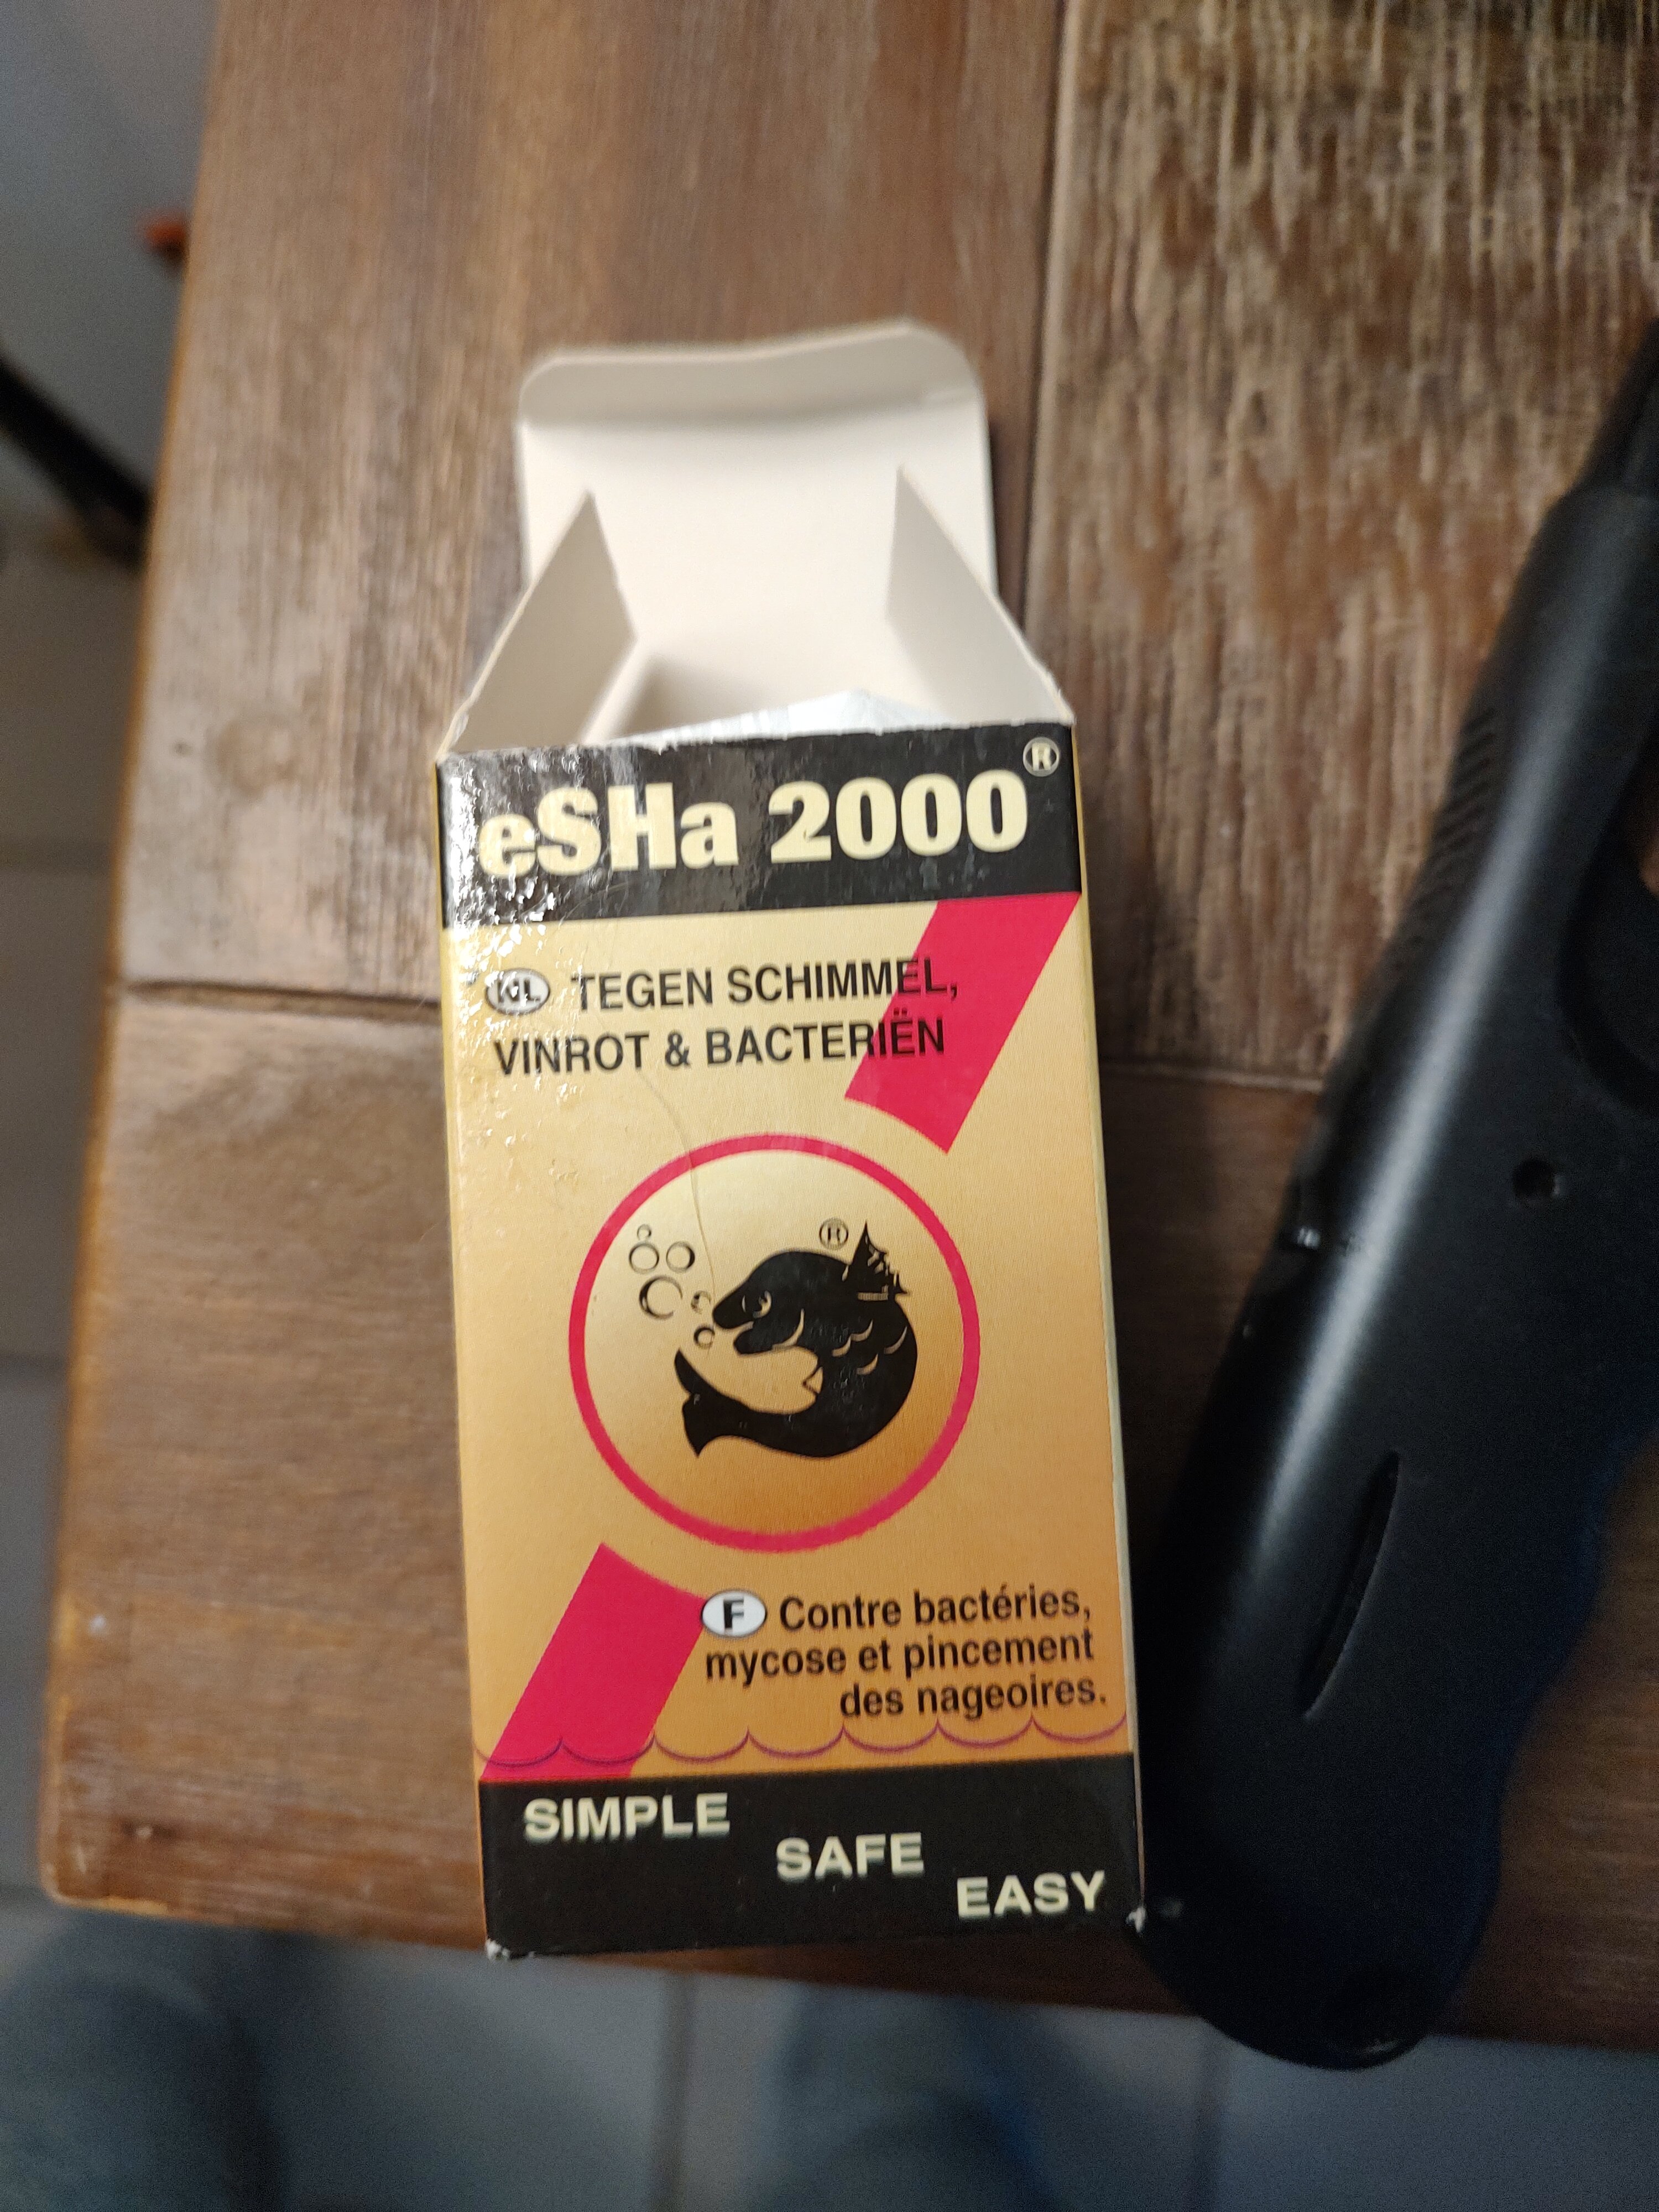 eSHa 2000®
NL TEGEN SCHIMMEL,
VINROT & BACTERIËN
®
F Contre bactéries,
mycose et pincement
des nageoires.
SIMPLE
SAFE
EASY